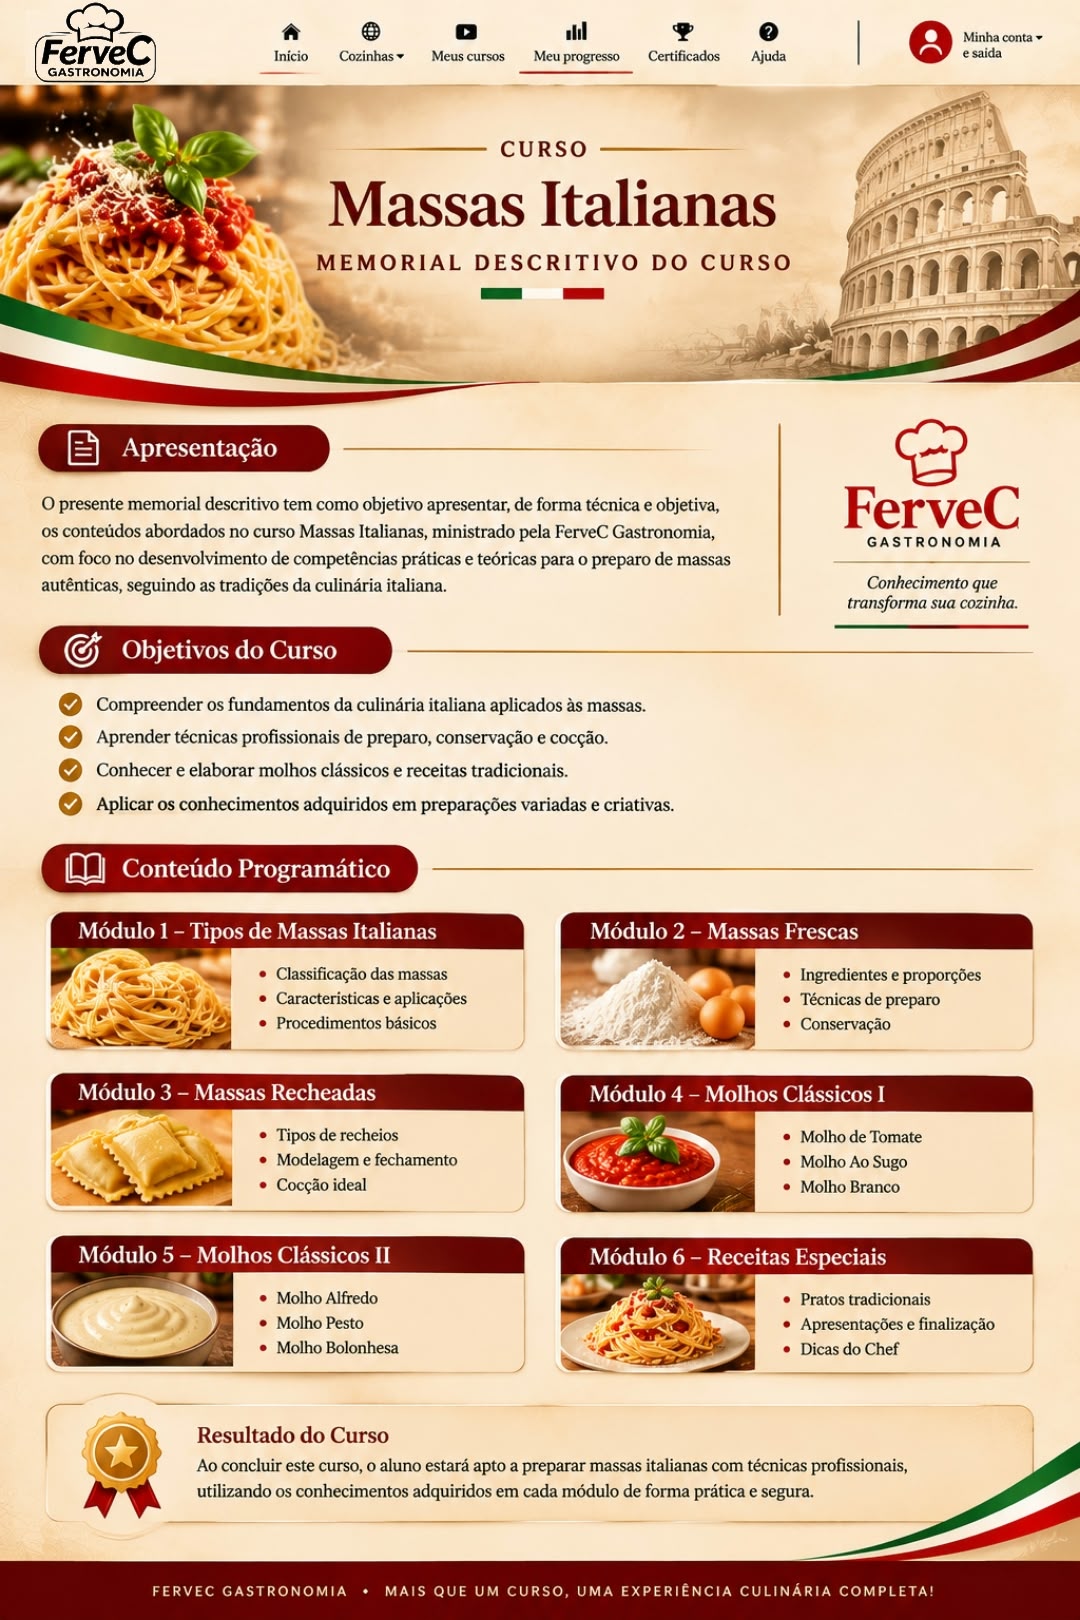 FerveC
GASTRONOMIA
Início
Cozinhas
Meus cursos
Meu progresso
Certificados
Ajuda
Minha conta
e saída
CURSO
Massas Italianas
MEMORIAL DESCRITIVO DO CURSO
Apresentação
O presente memorial descritivo tem como objetivo apresentar, de forma técnica e objetiva,
os conteúdos abordados no curso Massas Italianas, ministrado pela FerveC Gastronomia,
com foco no desenvolvimento de competências práticas e teóricas para o preparo de massas
autênticas, seguindo as tradições da culinária italiana.
FerveC
GASTRONOMIA
Conhecimento que
transforma sua cozinha.
Objetivos do Curso
Compreender os fundamentos da culinária italiana aplicados às massas.
Aprender técnicas profissionais de preparo, conservação e cocção.
Conhecer e elaborar molhos clássicos e receitas tradicionais.
Aplicar os conhecimentos adquiridos em preparações variadas e criativas.
Conteúdo Programático
Módulo 1 – Tipos de Massas Italianas
• Classificação das massas
• Características e aplicações
• Procedimentos básicos
Módulo 2 – Massas Frescas
• Ingredientes e proporções
• Técnicas de preparo
• Conservação
Módulo 3 – Massas Recheadas
• Tipos de recheios
• Modelagem e fechamento
• Cocção ideal
Módulo 4 – Molhos Clássicos I
• Molho de Tomate
• Molho Ao Sugo
• Molho Branco
Módulo 5 – Molhos Clássicos II
• Molho Alfredo
• Molho Pesto
• Molho Bolonhesa
Módulo 6 – Receitas Especiais
• Pratos tradicionais
• Apresentações e finalização
• Dicas do Chef
Resultado do Curso
Ao concluir este curso, o aluno estará apto a preparar massas italianas com técnicas profissionais,
utilizando os conhecimentos adquiridos em cada módulo de forma prática e segura.
FERVEC GASTRONOMIA • MAIS QUE UM CURSO, UMA EXPERIÊNCIA CULINÁRIA COMPLETA!